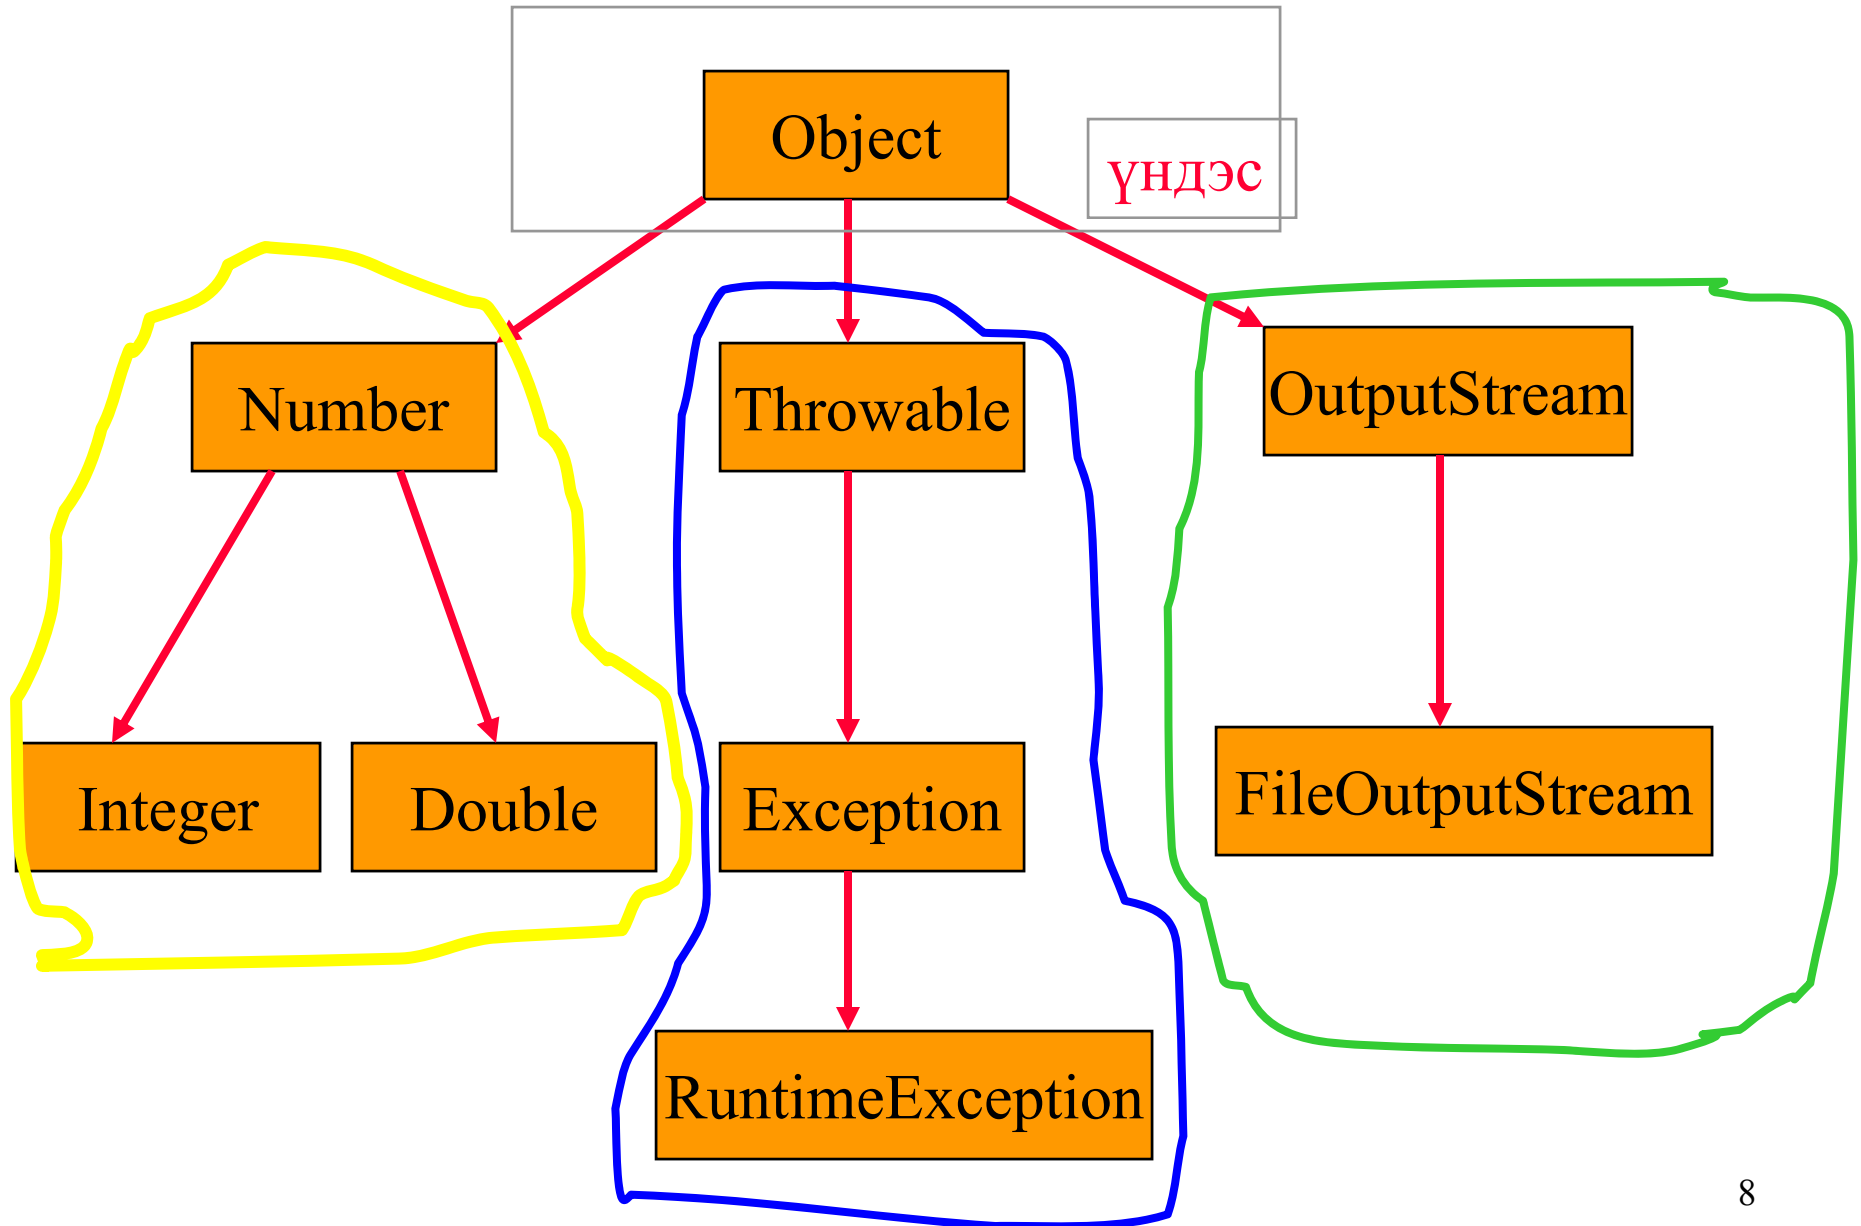 Object
үндэс
Number
Throwable
OutputStream
Integer
Double
Exception
FileOutputStream
RuntimeException
8